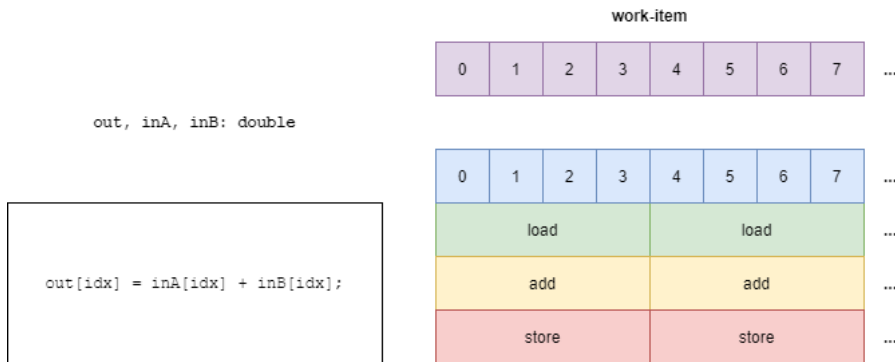 work-item
0 1 2 3 4 5 6 7 ...
out, inA, inB: double
0 1 2 3 4 5 6 7 ...
load load ...
out[idx] = inA[idx] + inB[idx]; add add ...
store store ...